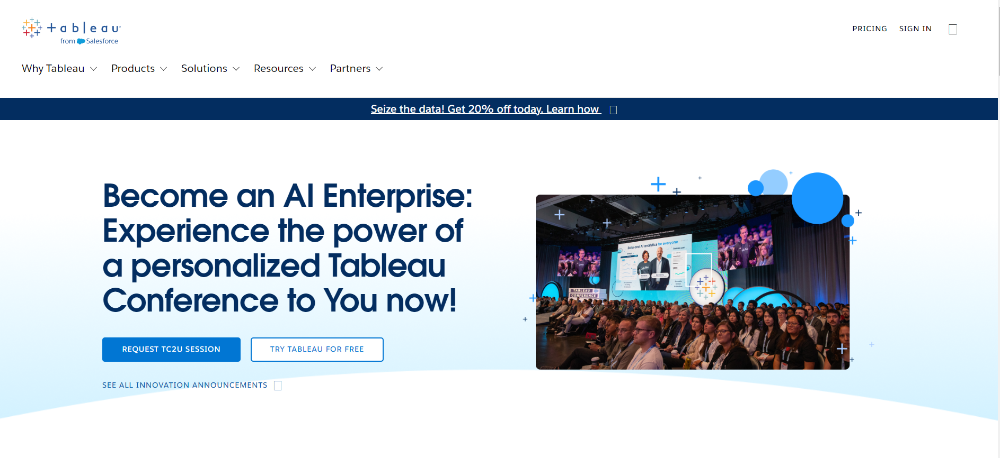 tableau
from Salesforce
PRICING SIGN IN
Why Tableau Products Solutions Resources Partners
Seize the data! Get 20% off today. Learn how
Become an AI Enterprise:
Experience the power of
a personalized Tableau
Conference to You now!
Data and AI analytics for everyone
TABLEAU
CONFERENCE
REQUEST TC2U SESSION TRY TABLEAU FOR FREE
SEE ALL INNOVATION ANNOUNCEMENTS